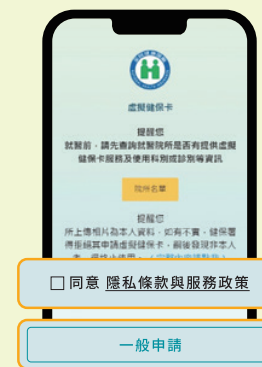 虛擬健保卡
提醒您
就醫前，請先查詢就醫院所是否有提供虛擬
健保卡服務及使用科別或診別等資訊
院所名單
提醒您
所上傳相片為本人資料，如有不實，健保署
得拒絕其申請虛擬健保卡，嗣後發現非本人
□同意 隱私條款與服務政策
一般申請